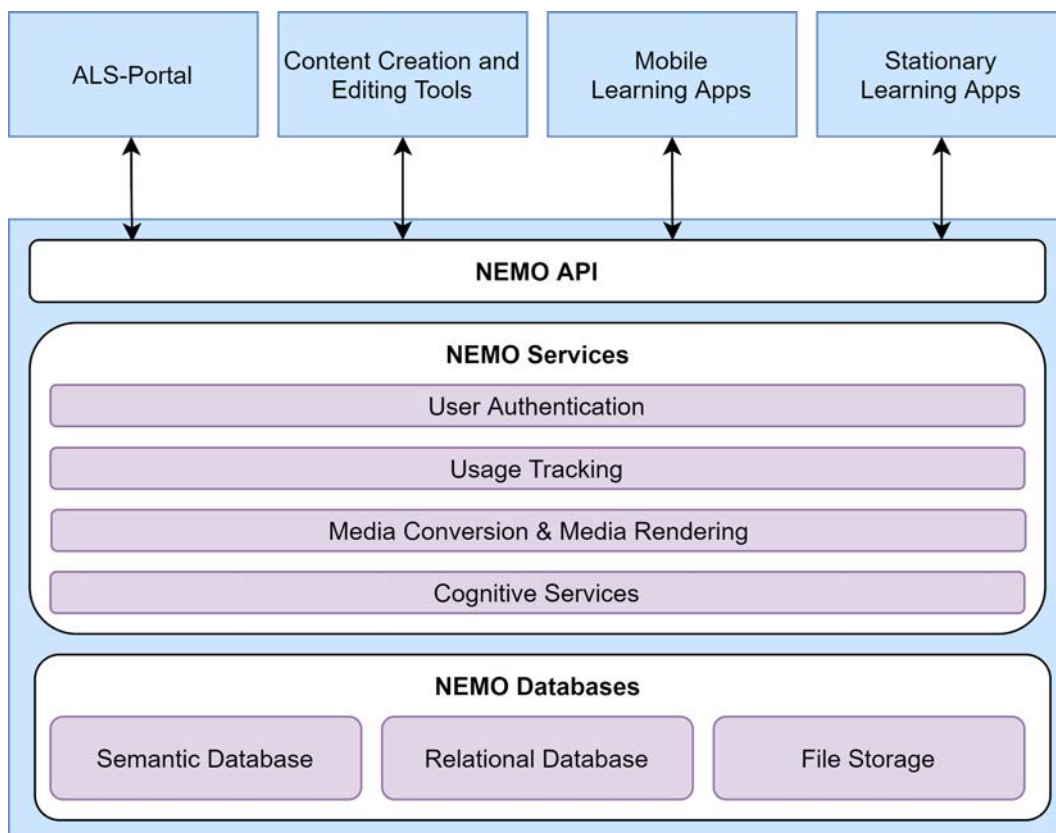 ALS-Portal
Content Creation and
Editing Tools
Mobile
Learning Apps
Stationary
Learning Apps
NEMO API
NEMO Services
User Authentication
Usage Tracking
Media Conversion & Media Rendering
Cognitive Services
NEMO Databases
Semantic Database
Relational Database
File Storage